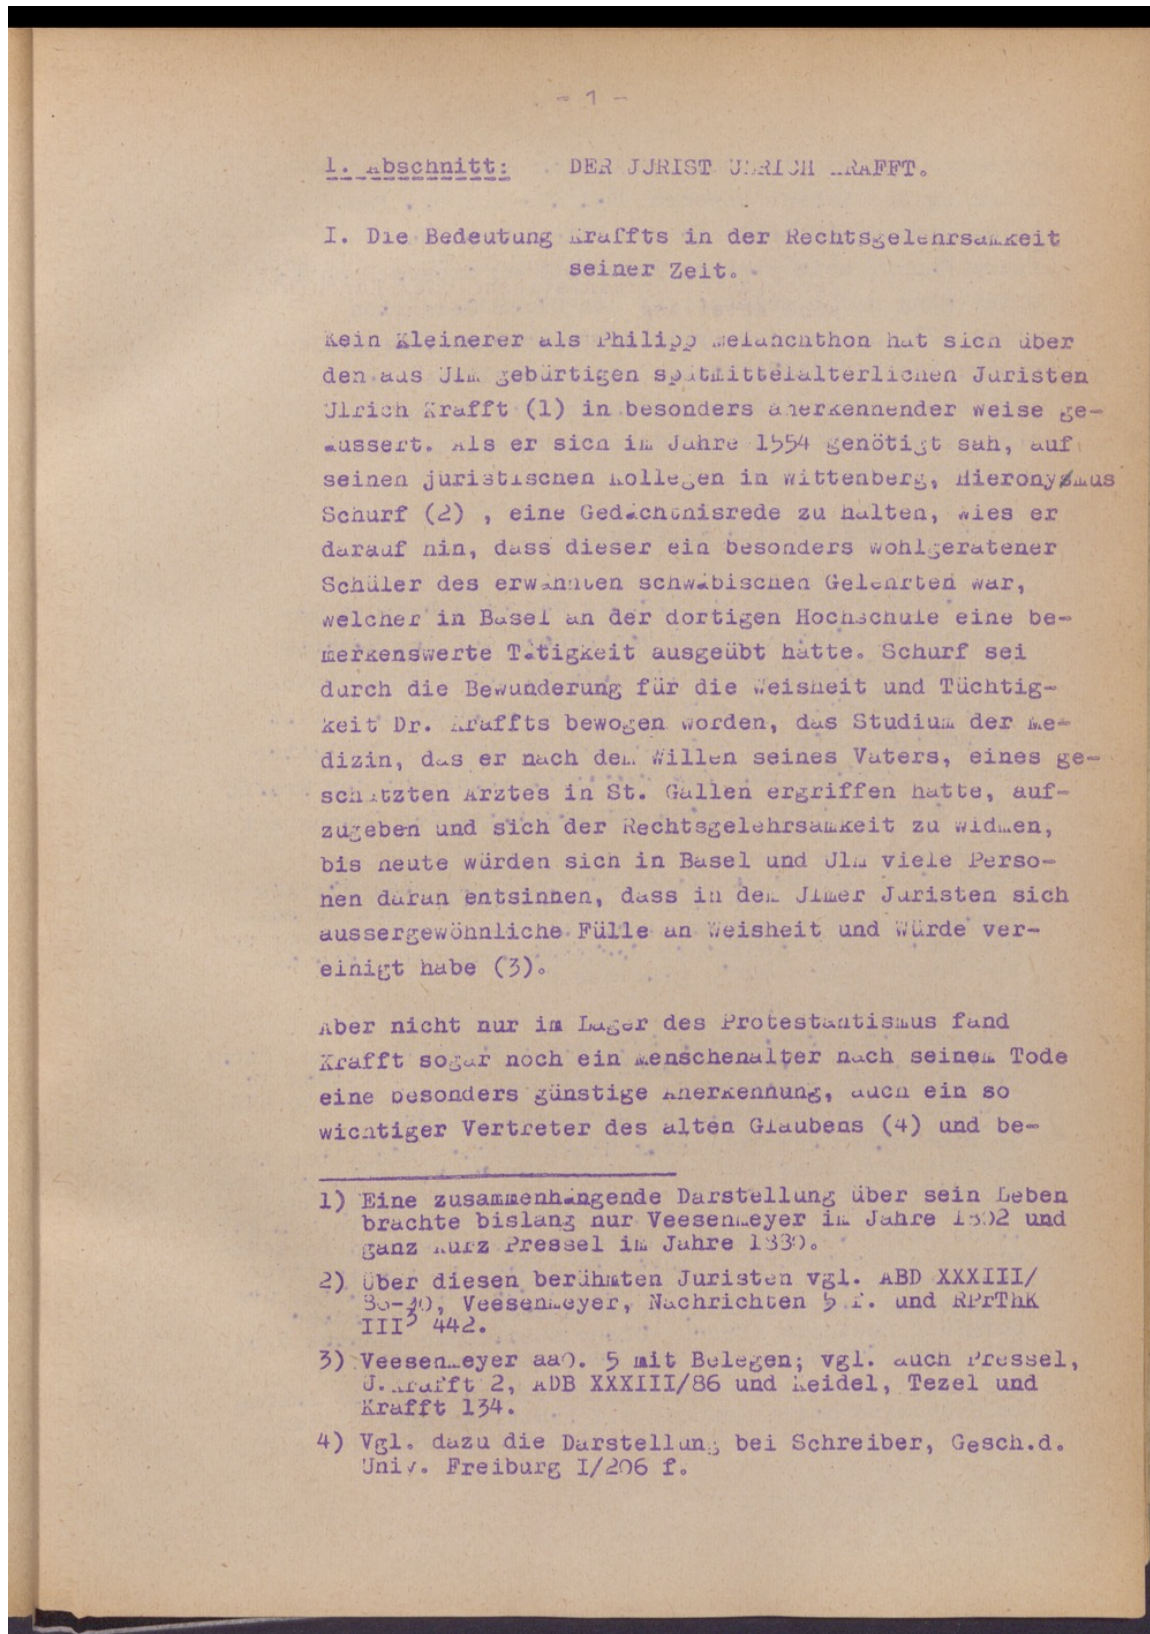 - 1 -
1. Abschnitt: DER JURIST ULRICH KRAFFT.
I. Die Bedeutung Kraffts in der Rechtsgelehrsamkeit
seiner Zeit.
Kein Kleinerer als Philipp Melanchthon hat sich über
den aus Ulm gebürtigen spätmittelalterlichen Juristen
Ulrich Krafft (1) in besonders anerkennender Weise ge-
äussert. Als er sich im Jahre 1554 genötigt sah, auf
seinen juristischen Kollegen in Wittenberg, Hieronymus
Schurf (2) , eine Gedächtnisrede zu halten, wies er
darauf hin, dass dieser ein besonders wohlgeratener
Schüler des erwähnten schwäbischen Gelehrten war,
welcher in Basel an der dortigen Hochschule eine be-
merkenswerte Tätigkeit ausgeübt hatte. Schurf sei
durch die Bewunderung für die Weisheit und Tüchtig-
keit Dr. Kraffts bewogen worden, das Studium der Me-
dizin, das er nach dem Willen seines Vaters, eines ge-
schätzten Arztes in St. Gallen ergriffen hatte, auf-
zugeben und sich der Rechtsgelehrsamkeit zu widmen,
bis heute würden sich in Basel und Ulm viele Perso-
nen daran entsinnen, dass in dem Ulmer Juristen sich
aussergewöhnliche Fülle an Weisheit und Würde ver-
einigt habe (3).
Aber nicht nur im Lager des Protestantismus fand
Krafft sogar noch ein Menschenalter nach seinem Tode
eine besonders günstige Anerkennung, auch ein so
wichtiger Vertreter des alten Glaubens (4) und be-
1) Eine zusammenhängende Darstellung über sein Leben
brachte bislang nur Veesenmeyer im Jahre 1802 und
ganz kurz Pressel im Jahre
2) Über diesen berühmten Juristen vgl. ABD XXXIII/
Veesenmeyer, Nachrichten 5 f. und RPrThK
III³ 442.
3) Veesenmeyer aaO. 5 mit Belegen; vgl. auch Pressel,
U.Krafft 2, ADB XXXIII/86 und Keidel, Tezel und
Krafft 134.
4) Vgl. dazu die Darstellung bei Schreiber, Gesch.d.
Univ. Freiburg I/206 f.